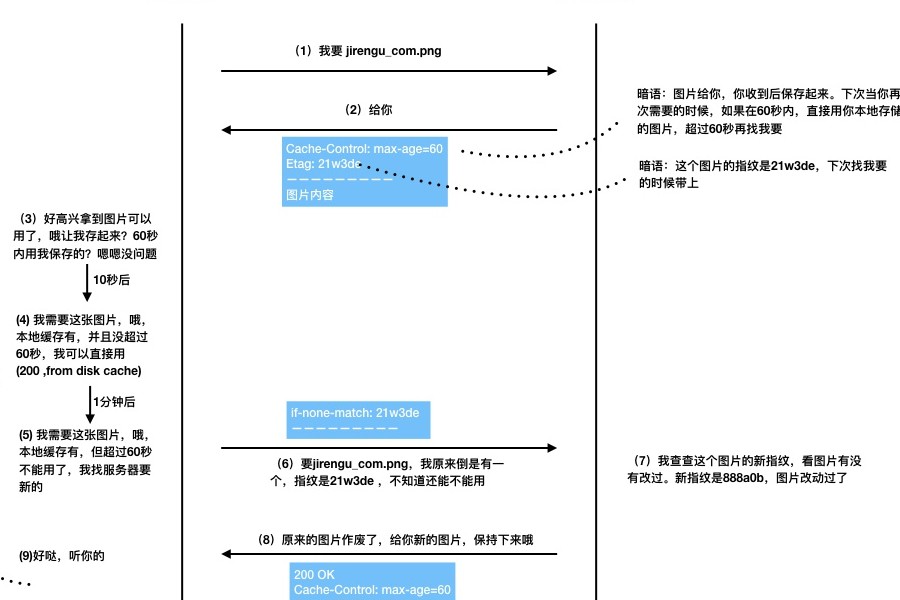 （1）我要 jirengu_com.png
（2）给你
Cache-Control: max-age=60
Etag: 21w3de
— — — — — — — — — —
图片内容
暗语：图片给你，你收到后保存起来。下次当你再
次需要的时候，如果在60秒内，直接用你本地存储
的图片，超过60秒再找我要
暗语：这个图片的指纹是21w3de，下次找我要
的时候带上
（3）好高兴拿到图片可以
用了，哦让我存起来？60秒
内用我保存的？嗯嗯没问题
10秒后
(4) 我需要这张图片，哦，
本地缓存有，并且没超过
60秒，我可以直接用
(200 ,from disk cache)
1分钟后
(5) 我需要这张图片，哦，
本地缓存有，但超过60秒
不能用了，我找服务器要
新的
if-none-match: 21w3de
— — — — — — — — — —
（6）要jirengu_com.png，我原来倒是有一
个，指纹是21w3de ，不知道还能不能用
（7）我查查这个图片的新指纹，看图片有没
有改过。新指纹是888a0b，图片改动过了
（8）原来的图片作废了，给你新的图片，保持下来哦
200 OK
Cache-Control: max-age=60
(9)好哒，听你的